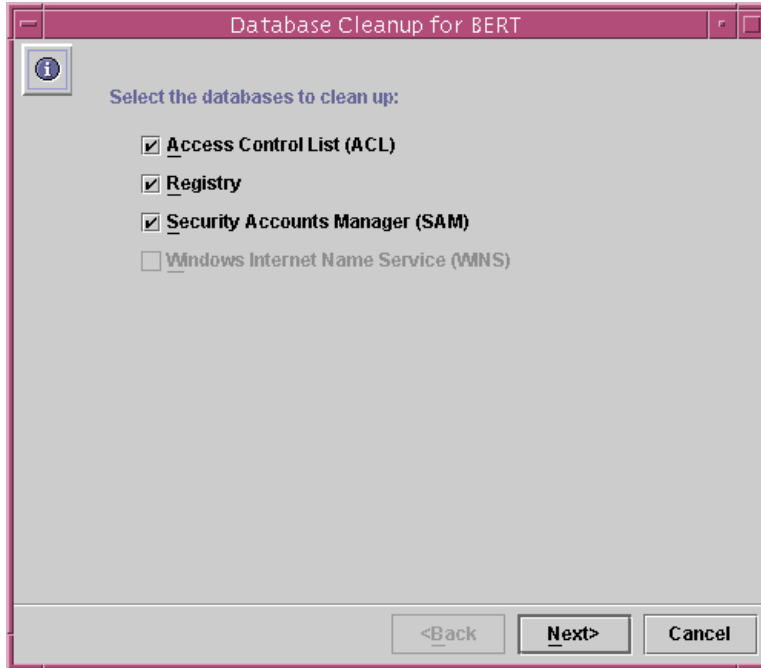 Database Cleanup for BERT
Select the databases to clean up:
Access Control List (ACL)
Registry
Security Accounts Manager (SAM)
Windows Internet Name Service (WINS)
<Back Next> Cancel